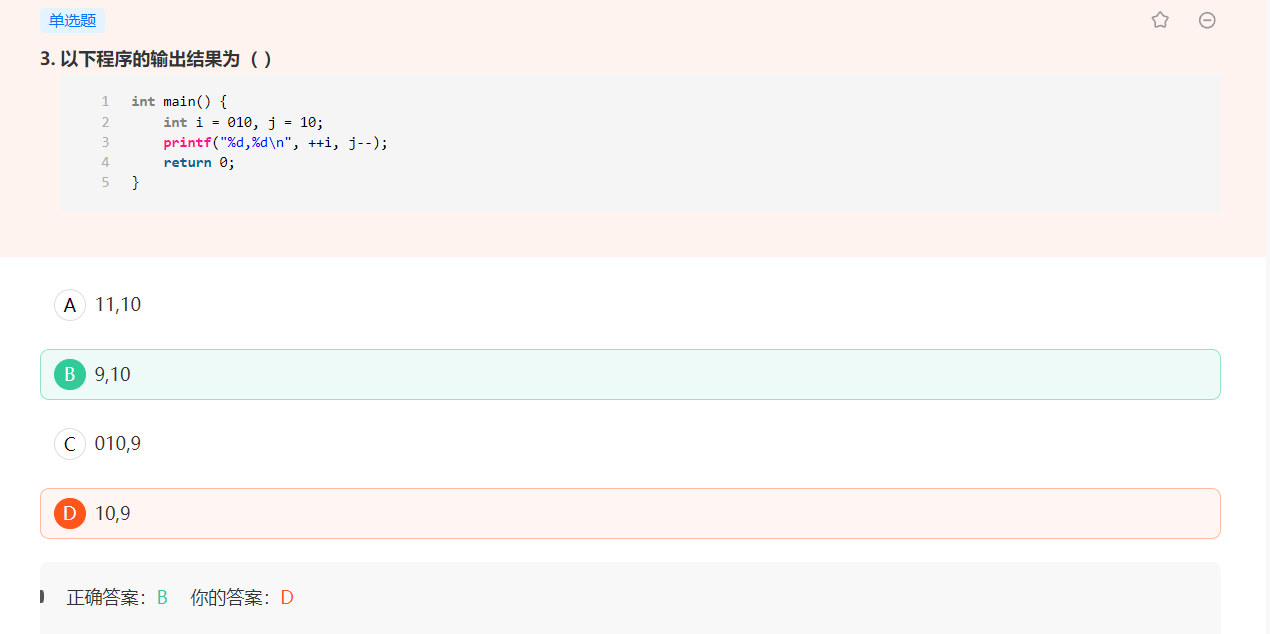 单选题
3. 以下程序的输出结果为（ ）
1 int main() {
2     int i = 010, j = 10;
3     printf("%d,%d\n", ++i, j--);
4     return 0;
5 }
A 11,10
B 9,10
C 010,9
D 10,9
正确答案：B 你的答案：D